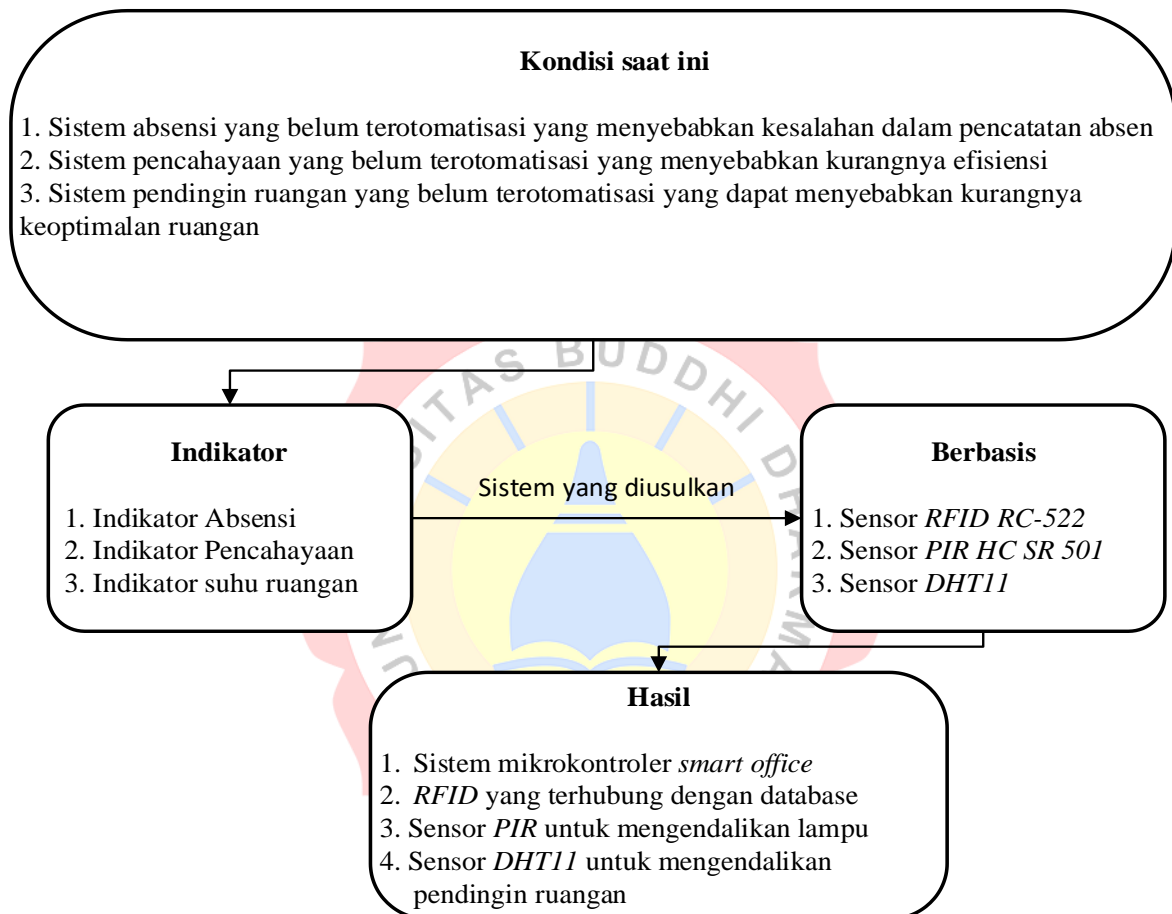 Kondisi saat ini
1. Sistem absensi yang belum terotomatisasi yang menyebabkan kesalahan dalam pencatatan absen
2. Sistem pencahayaan yang belum terotomatisasi yang menyebabkan kurangnya efisiensi
3. Sistem pendingin ruangan yang belum terotomatisasi yang dapat menyebabkan kurangnya
keoptimalan ruangan
Indikator
1. Indikator Absensi
2. Indikator Pencahayaan
3. Indikator suhu ruangan
Sistem yang diusulkan
Berbasis
1. Sensor RFID RC-522
2. Sensor PIR HC SR 501
3. Sensor DHT11
Hasil
1. Sistem mikrokontroler smart office
2. RFID yang terhubung dengan database
3. Sensor PIR untuk mengendalikan lampu
4. Sensor DHT11 untuk mengendalikan
pendingin ruangan
BUDDHI